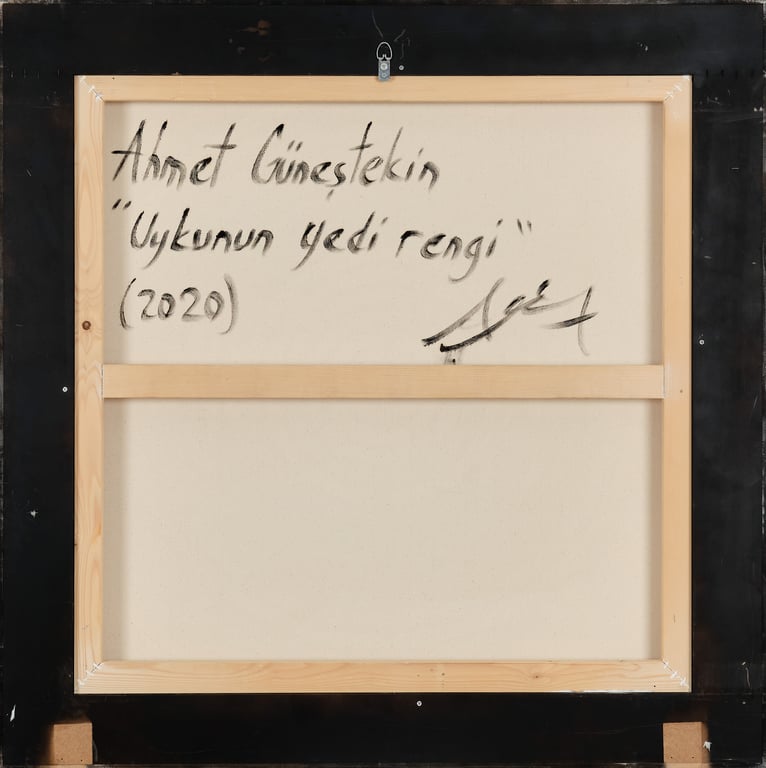 Ahmet Güneştekin
"Uykunun yedi rengi"
(2020)